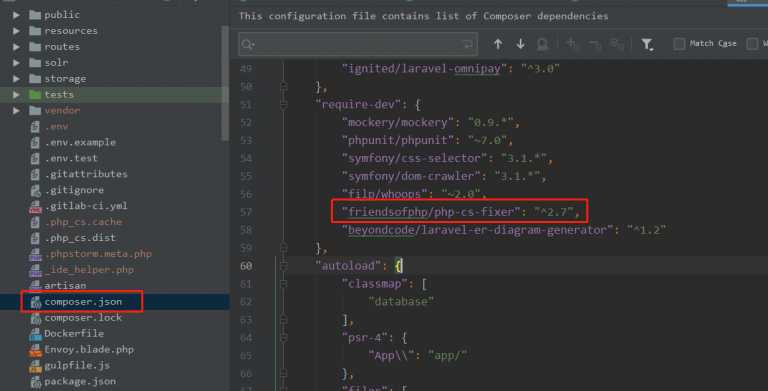 public
resources
routes
solr
storage
tests
vendor
.env
.env.example
.env.test
.gitattributes
.gitignore
.gitlab-ci.yml
.php_cs.cache
.php_cs.dist
.phpstorm.meta.php
_ide_helper.php
artisan
composer.json
composer.lock
Dockerfile
Envoy.blade.php
gulpfile.js
package.json
This configuration file contains list of Composer dependencies
Match Case
49 "ignited/laravel-omnipay": "^3.0"
50 },
51 "require-dev": {
52 "mockery/mockery": "0.9.*",
53 "phpunit/phpunit": "~7.0",
54 "symfony/css-selector": "3.1.*",
55 "symfony/dom-crawler": "3.1.*",
56 "filp/whoops": "~2.0",
57 "friendsofphp/php-cs-fixer": "^2.7",
58 "beyondcode/laravel-er-diagram-generator": "^1.2"
59 },
60 "autoload": {
61 "classmap": [
62 "database"
63 ],
64 "psr-4": {
65 "App\\": "app/"
66 },
67 "files": [